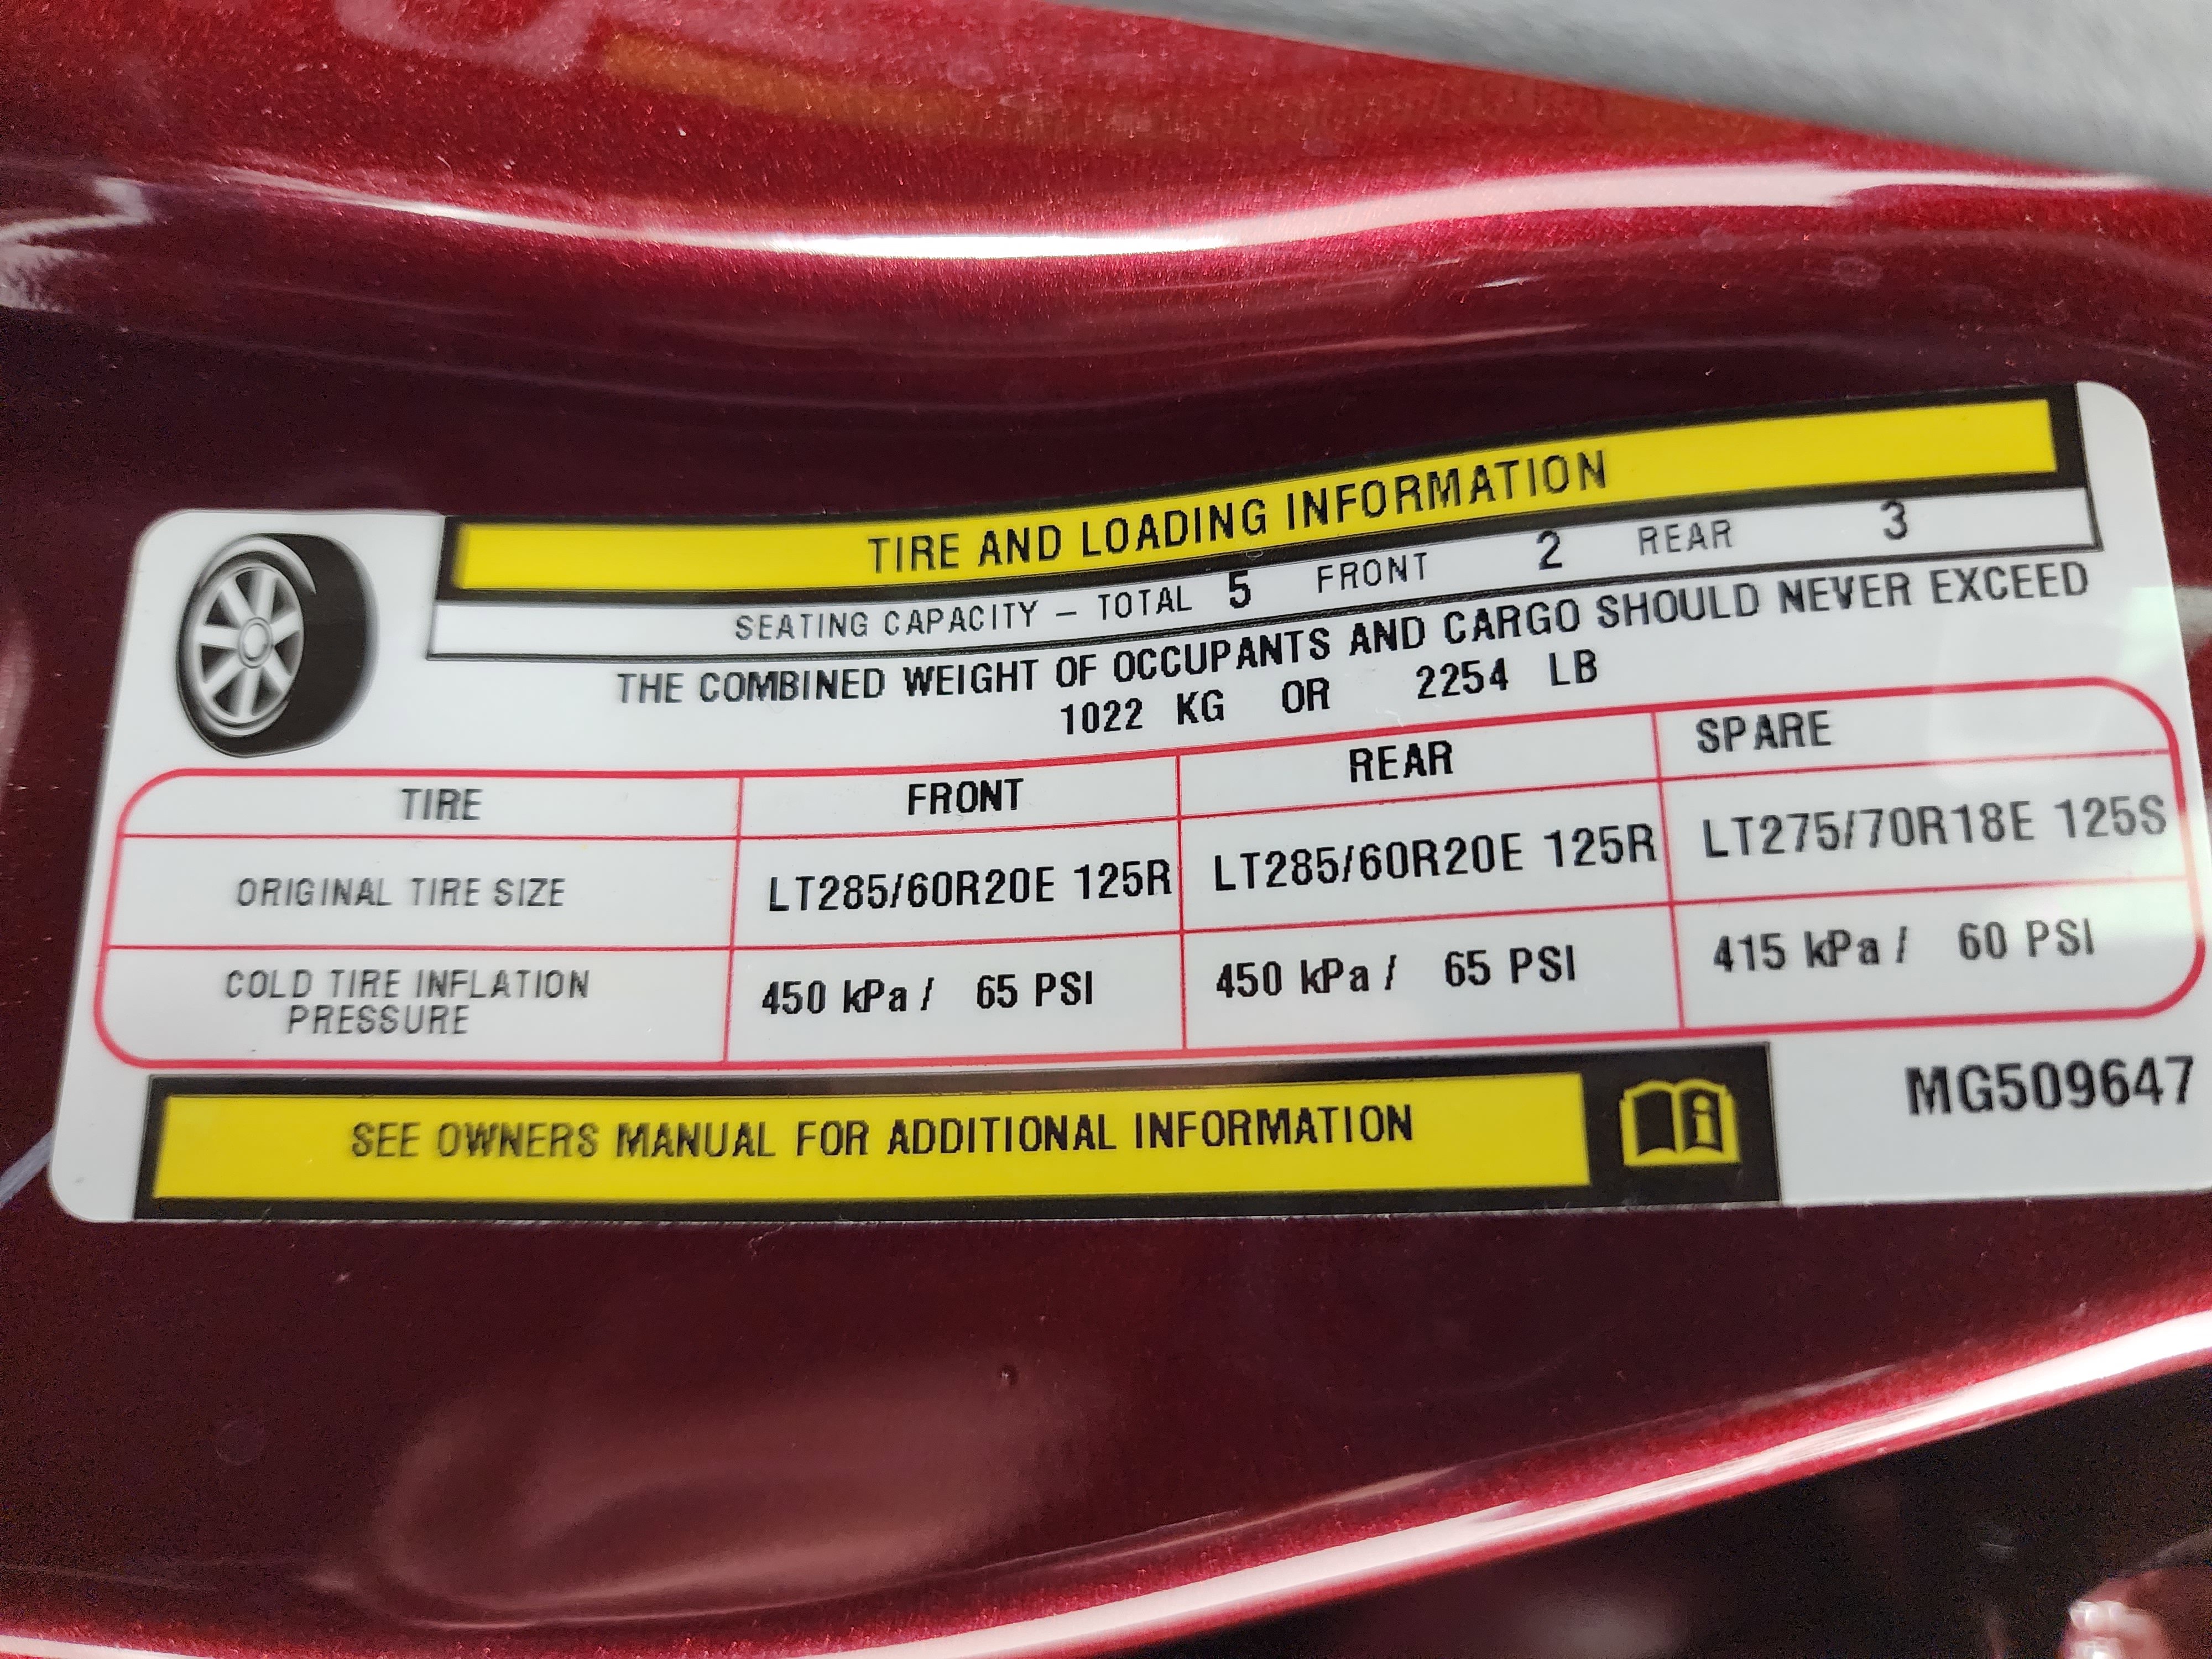 TIRE AND LOADING INFORMATION
SEATING CAPACITY – TOTAL 5 FRONT 2 REAR 3
THE COMBINED WEIGHT OF OCCUPANTS AND CARGO SHOULD NEVER EXCEED
1022 KG OR 2254 LB
TIRE FRONT REAR SPARE
ORIGINAL TIRE SIZE LT285/60R20E 125R LT285/60R20E 125R LT275/70R18E 125S
COLD TIRE INFLATION
PRESSURE 450 kPa / 65 PSI 450 kPa / 65 PSI 415 kPa / 60 PSI
SEE OWNERS MANUAL FOR ADDITIONAL INFORMATION
MG509647